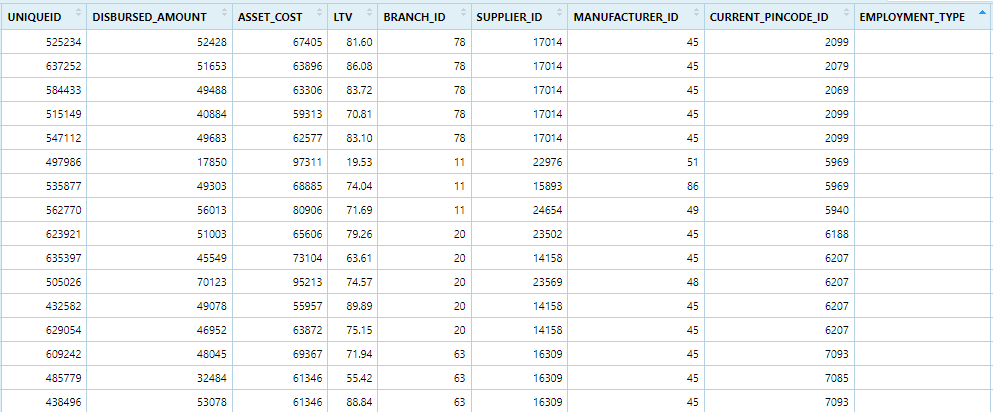 UNIQUEID DISBURSED_AMOUNT ASSET_COST LTV BRANCH_ID SUPPLIER_ID MANUFACTURER_ID CURRENT_PINCODE_ID EMPLOYMENT_TYPE
525234 52428 67405 81.60 78 17014 45 2099
637252 51653 63896 86.08 78 17014 45 2079
584433 49488 63306 83.72 78 17014 45 2069
515149 40884 59313 70.81 78 17014 45 2099
547112 49683 62577 83.10 78 17014 45 2099
497986 17850 97311 19.53 11 22976 51 5969
535877 49303 68885 74.04 11 15893 86 5969
562770 56013 80906 71.69 11 24654 49 5940
623921 51003 65606 79.26 20 23502 45 6188
635397 45549 73104 63.61 20 14158 45 6207
505026 70123 95213 74.57 20 23569 48 6207
432582 49078 55957 89.89 20 14158 45 6207
629054 46952 63872 75.15 20 14158 45 6207
609242 48045 69367 71.94 63 16309 45 7093
485779 32484 61346 55.42 63 16309 45 7085
438496 53078 61346 88.84 63 16309 45 7093